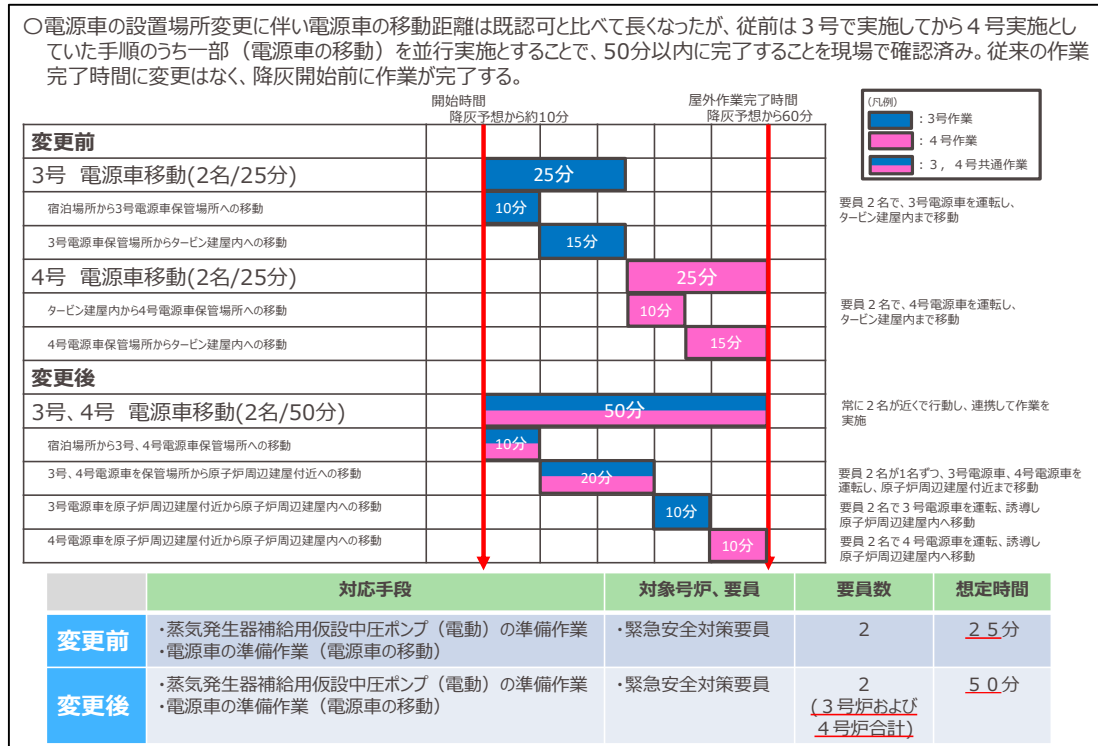 〇電源車の設置場所変更に伴い電源車の移動距離は既認可と比べて長くなったが、従前は３号で実施してから４号実施とし
ていた手順のうち一部（電源車の移動）を並行実施とすることで、50分以内に完了することを現場で確認済み。従来の作業
完了時間に変更はなく、降灰開始前に作業が完了する。
開始時間
降灰予想から約10分
屋外作業完了時間
降灰予想から60分
(凡例)
：3号作業
：４号作業
：３，４号共通作業
変更前
3号 電源車移動(2名/25分)
25分
宿泊場所から3号電源車保管場所への移動
10分
要員２名で、3号電源車を運転し、
タービン建屋内まで移動
3号電源車保管場所からタービン建屋内への移動
15分
4号 電源車移動(2名/25分)
25分
タービン建屋内から4号電源車保管場所への移動
10分
要員２名で、4号電源車を運転し、
タービン建屋内まで移動
4号電源車保管場所からタービン建屋内への移動
15分
変更後
3号、4号 電源車移動(2名/50分)
50分
常に２名が近くで行動し、連携して作業を
実施
宿泊場所から3号、4号電源車保管場所への移動
10分
3号、4号電源車を保管場所から原子炉周辺建屋付近への移動
20分
要員２名が1名ずつ、3号電源車、4号電源車を
運転し、原子炉周辺建屋付近まで移動
3号電源車を原子炉周辺建屋付近から原子炉周辺建屋内への移動
10分
要員２名で３号電源車を運転、誘導し
原子炉周辺建屋内へ移動
4号電源車を原子炉周辺建屋付近から原子炉周辺建屋内への移動
10分
要員２名で４号電源車を運転、誘導し
原子炉周辺建屋内へ移動
対応手段 対象号炉、要員 要員数 想定時間
変更前
・蒸気発生器補給用仮設中圧ポンプ（電動）の準備作業
・電源車の準備作業（電源車の移動）
・緊急安全対策要員
2
２５分
変更後
・蒸気発生器補給用仮設中圧ポンプ（電動）の準備作業
・電源車の準備作業（電源車の移動）
・緊急安全対策要員
2
(３号炉および
４号炉合計)
５０分